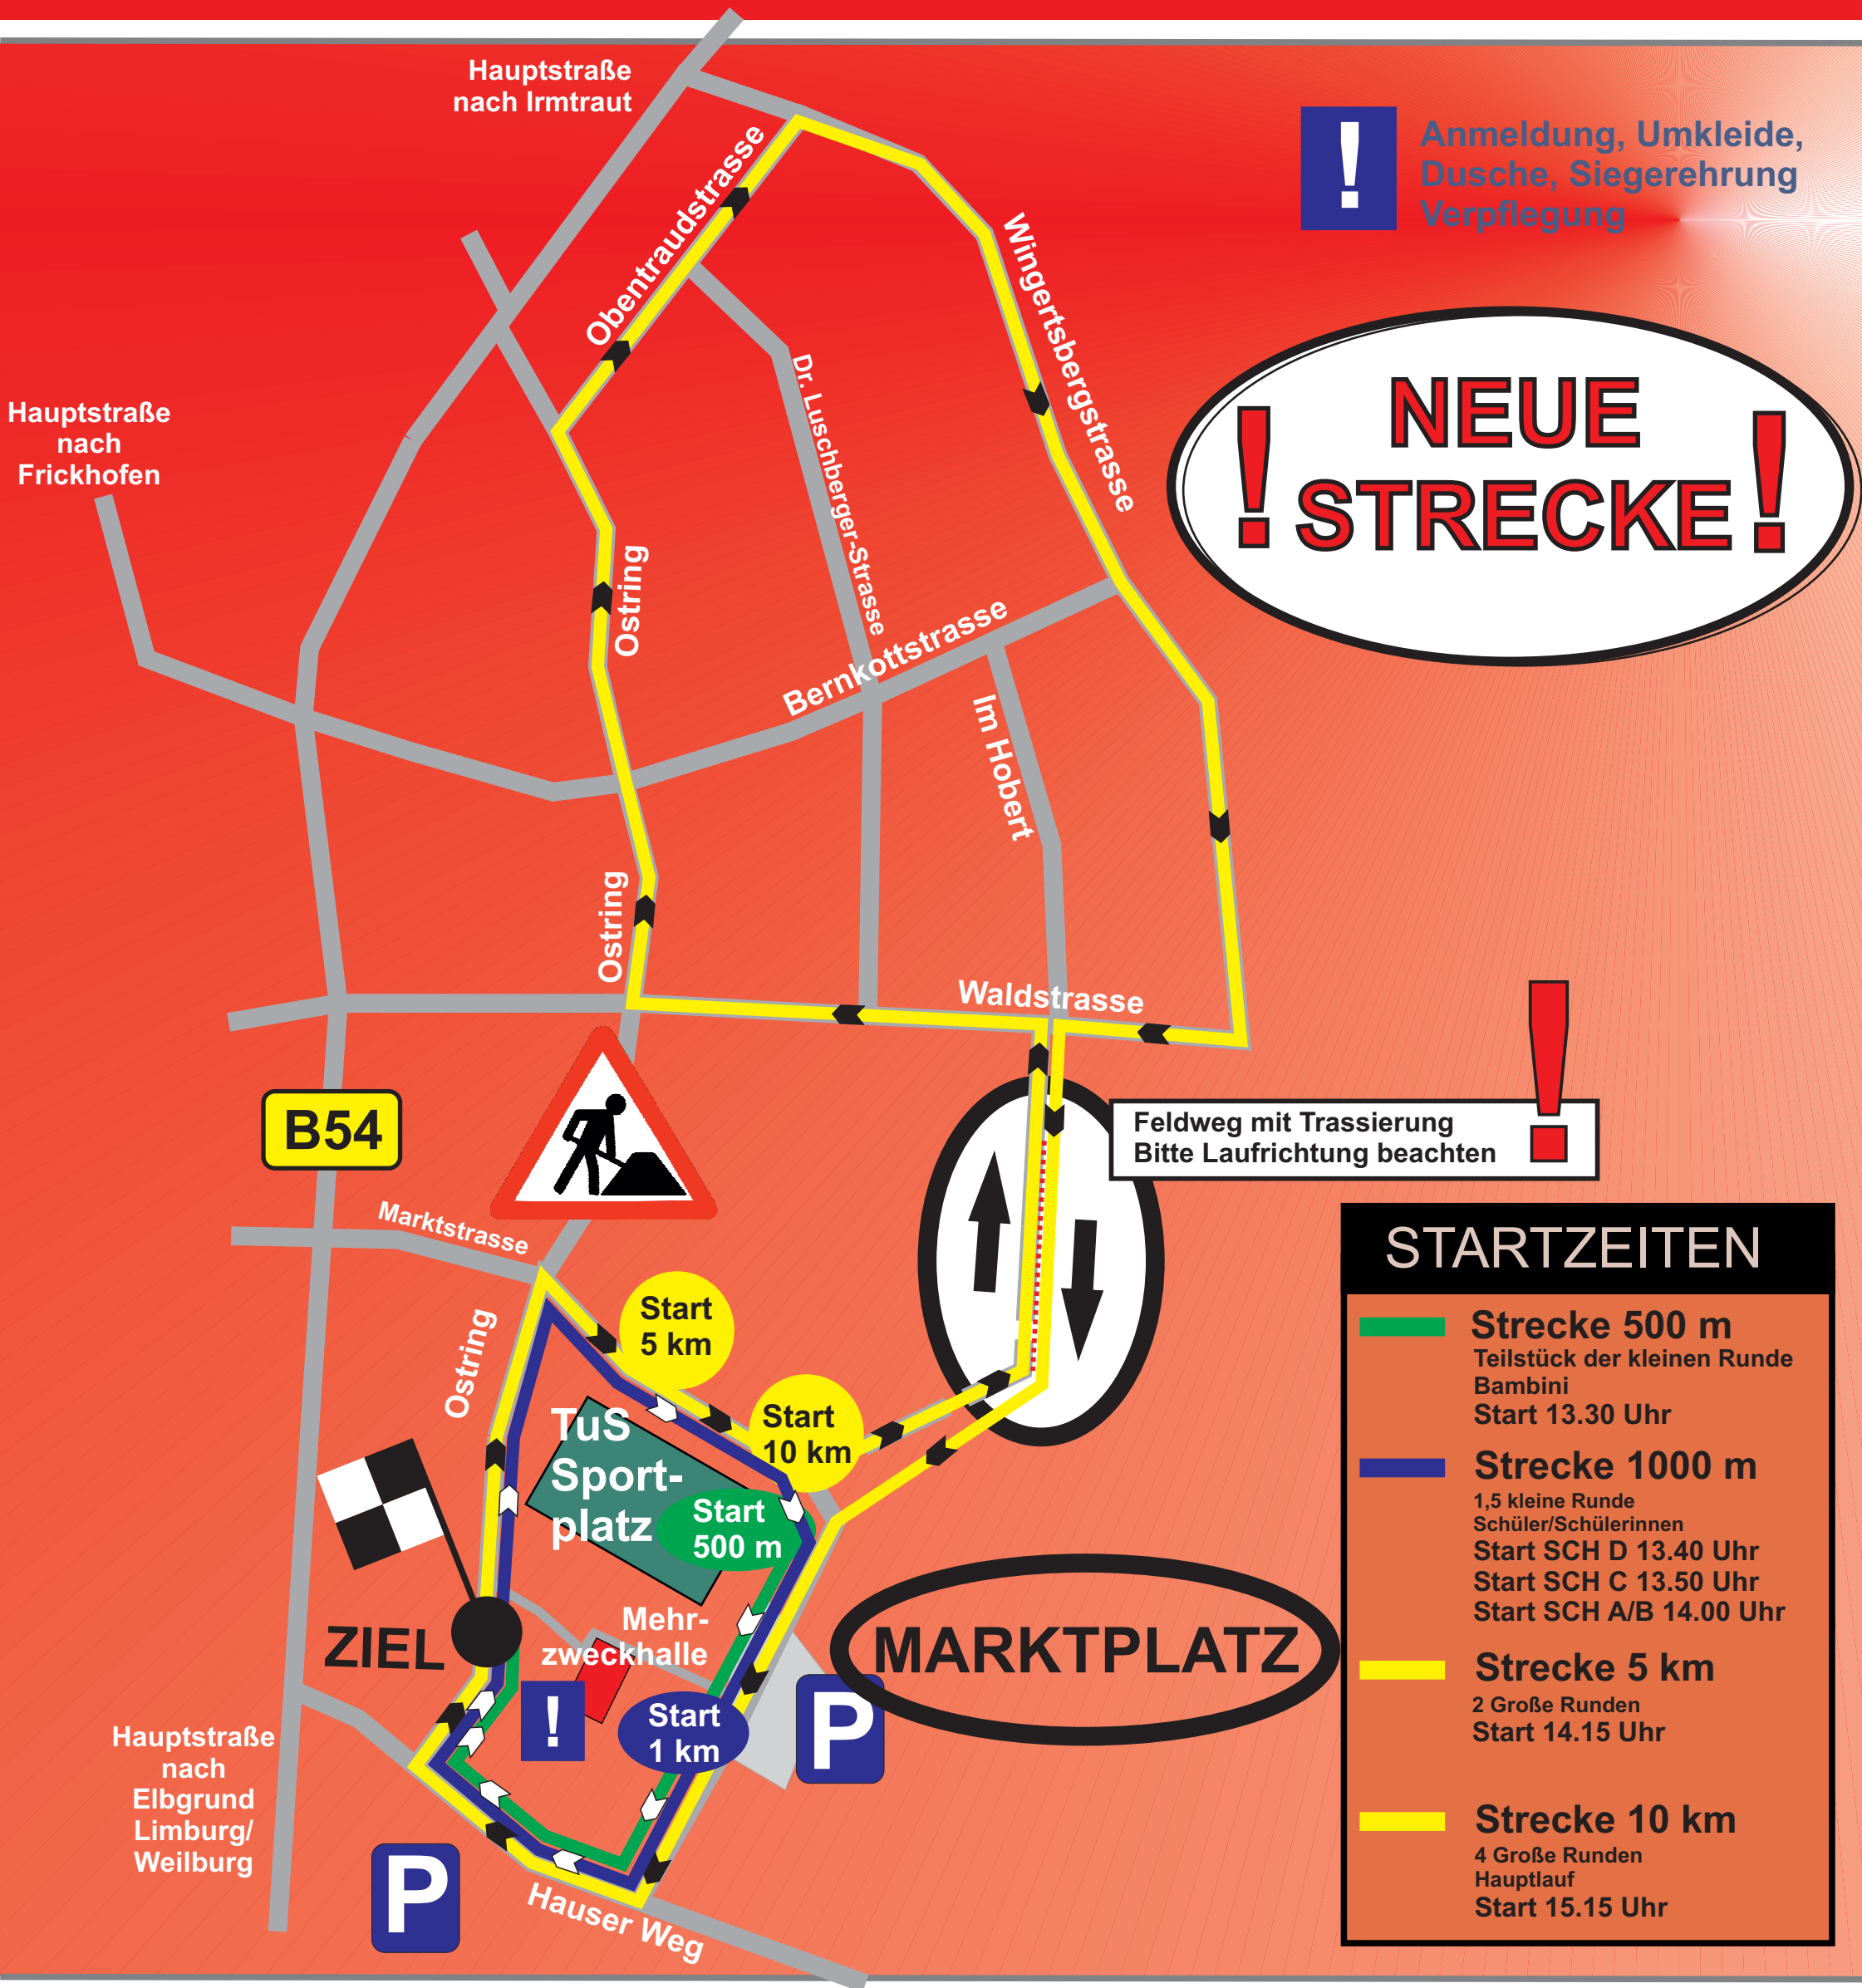 Hauptstraße
nach Irmtraut
!
Anmeldung, Umkleide,
Dusche, Siegerehrung
Verpflegung
Obentraudstrasse
Wingertsbergstrasse
Dr. Luschberger-Strasse
! NEUE
STRECKE !
Hauptstraße
nach
Frickhofen
Ostring
Bernkottstrasse
Im Hobert
Ostring
Waldstrasse
B54
Feldweg mit Trassierung
Bitte Laufrichtung beachten
!
Marktstrasse
Ostring
Start
5 km
Start
10 km
TuS
Sport-
platz
Start
500 m
ZIEL
Mehr-
zweckhalle
MARKTPLATZ
!
Start
1 km
P
Hauptstraße
nach
Elbgrund
Limburg/
Weilburg
P
Hauser Weg
STARTZEITEN
Strecke 500 m
Teilstück der kleinen Runde
Bambini
Start 13.30 Uhr
Strecke 1000 m
1,5 kleine Runde
Schüler/Schülerinnen
Start SCH D 13.40 Uhr
Start SCH C 13.50 Uhr
Start SCH A/B 14.00 Uhr
Strecke 5 km
2 Große Runden
Start 14.15 Uhr
Strecke 10 km
4 Große Runden
Hauptlauf
Start 15.15 Uhr